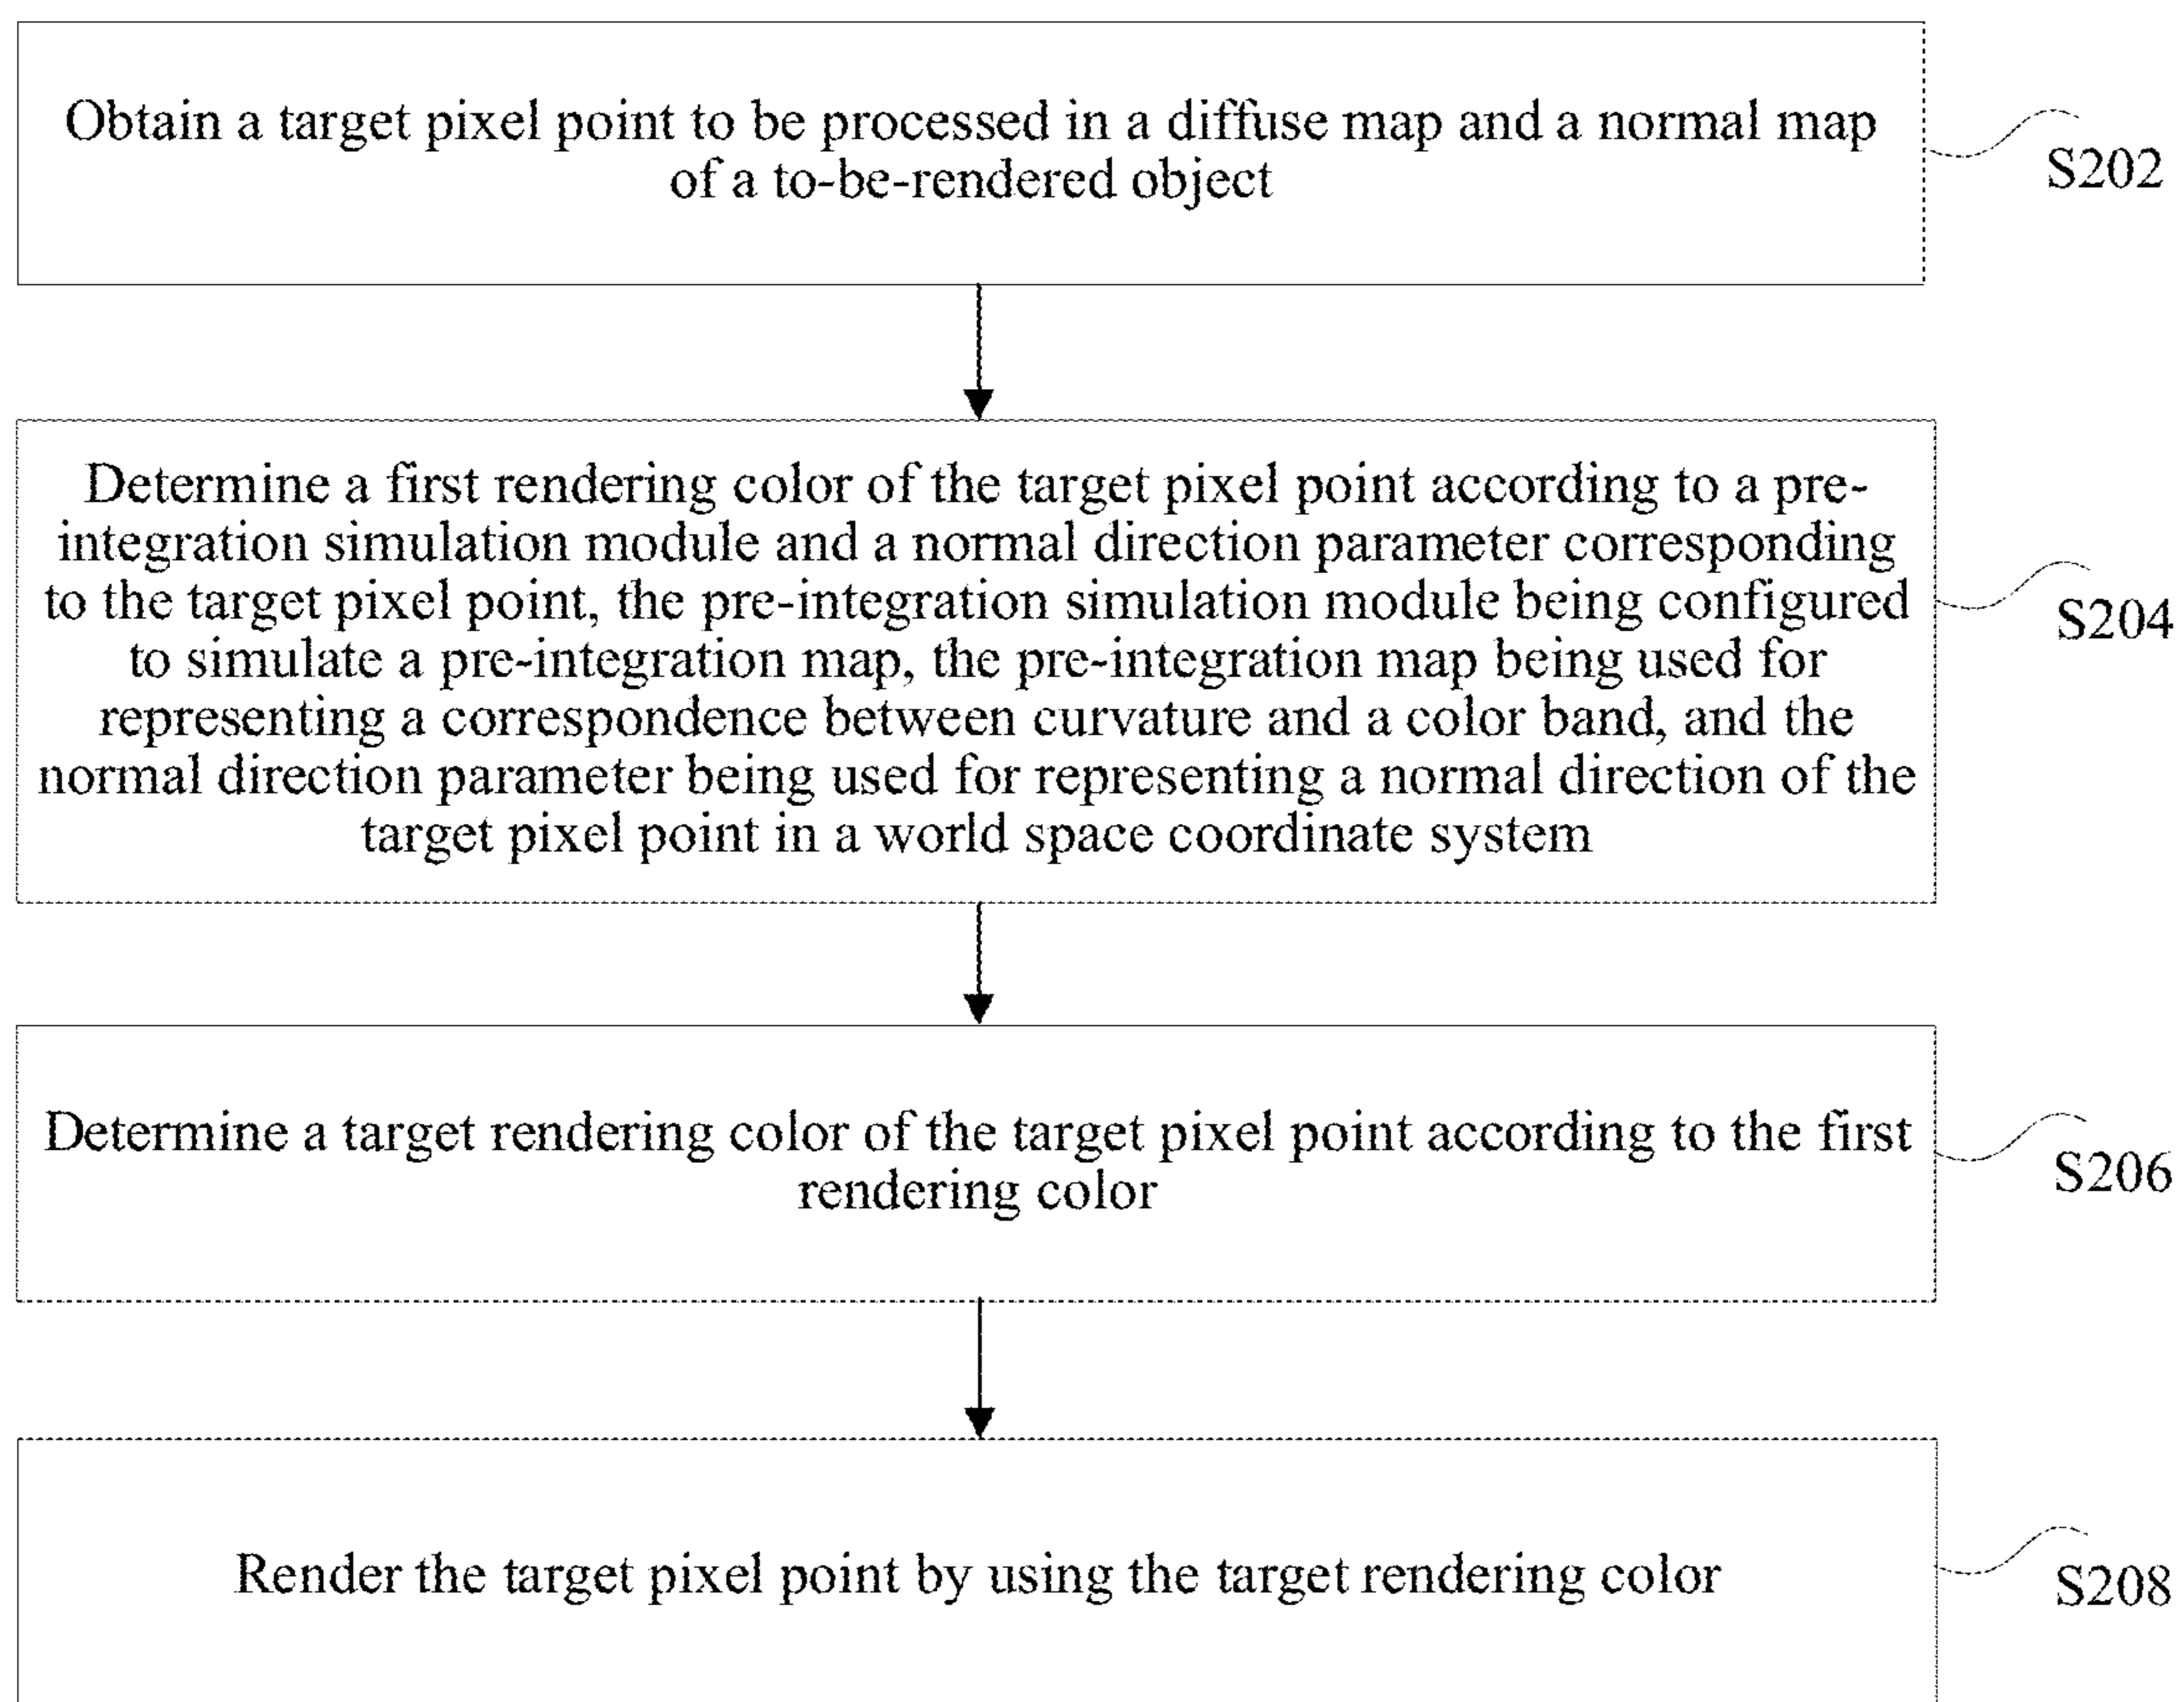 Obtain a target pixel point to be processed in a diffuse map and a normal map
of a to-be-rendered object
S202
Determine a first rendering color of the target pixel point according to a pre-
integration simulation module and a normal direction parameter corresponding
to the target pixel point, the pre-integration simulation module being configured
to simulate a pre-integration map, the pre-integration map being used for
representing a correspondence between curvature and a color band, and the
normal direction parameter being used for representing a normal direction of the
target pixel point in a world space coordinate system
S204
Determine a target rendering color of the target pixel point according to the first
rendering color
S206
Render the target pixel point by using the target rendering color
S208